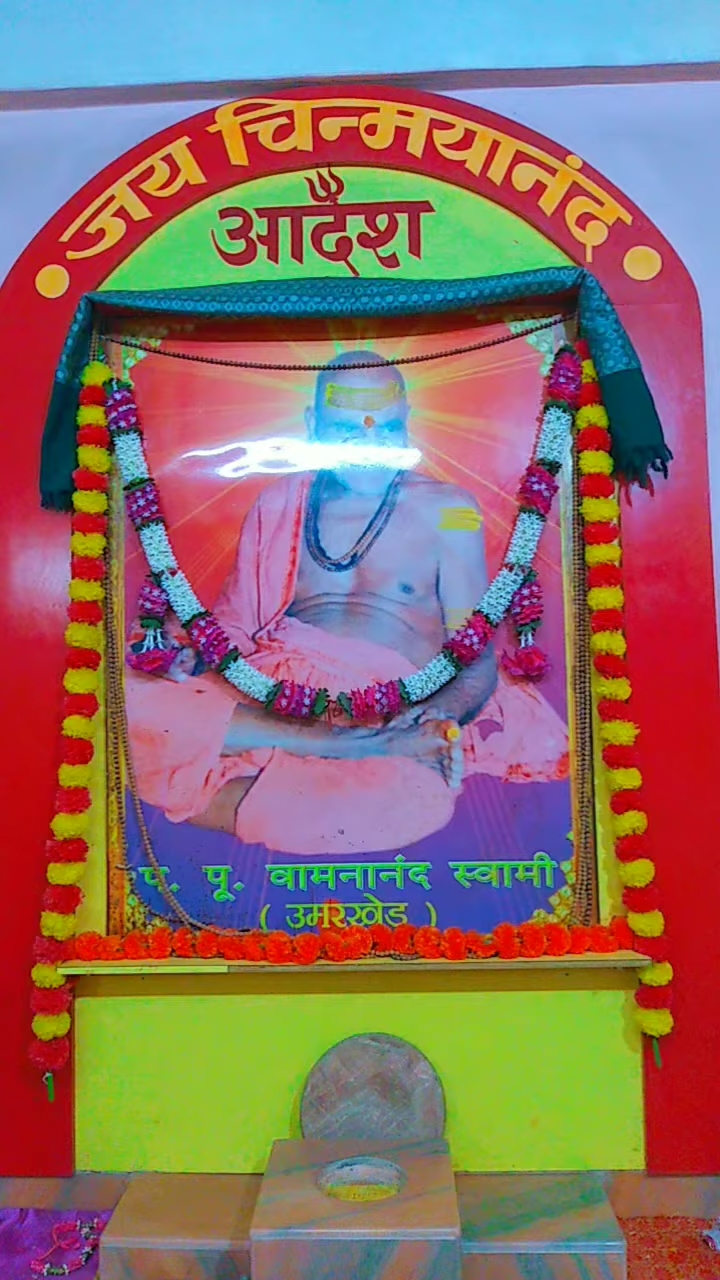 जय चिन्मयानंद
आदेश
प. पू. वामनानंद स्वामी
( उमरखेड )